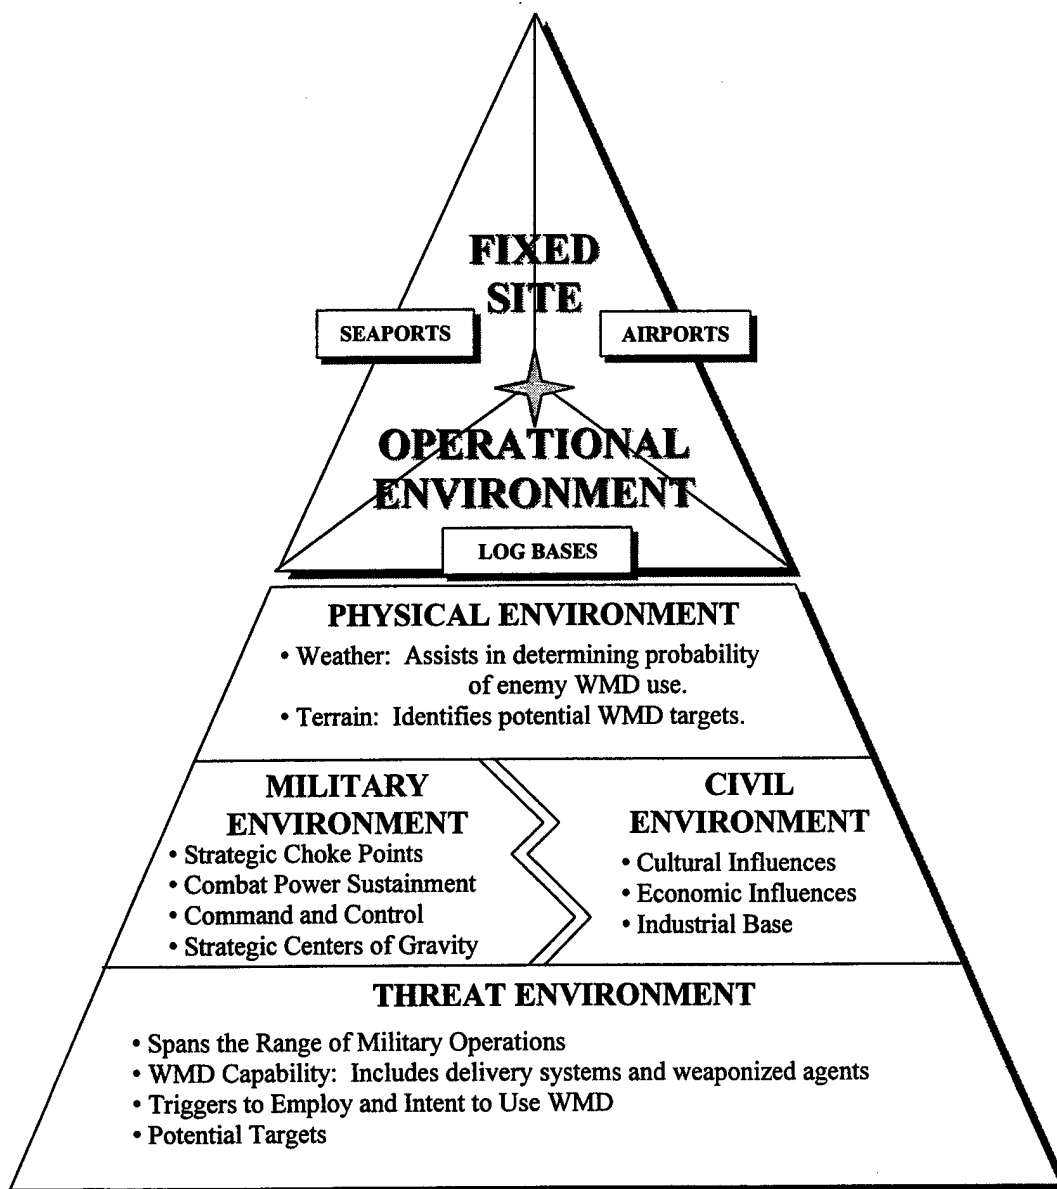 FIXED
SITE
SEAPORTS
AIRPORTS
OPERATIONAL
ENVIRONMENT
LOG BASES
PHYSICAL ENVIRONMENT
• Weather: Assists in determining probability
of enemy WMD use.
• Terrain: Identifies potential WMD targets.
MILITARY
ENVIRONMENT
• Strategic Choke Points
• Combat Power Sustainment
• Command and Control
• Strategic Centers of Gravity
CIVIL
ENVIRONMENT
• Cultural Influences
• Economic Influences
• Industrial Base
THREAT ENVIRONMENT
• Spans the Range of Military Operations
• WMD Capability: Includes delivery systems and weaponized agents
• Triggers to Employ and Intent to Use WMD
• Potential Targets